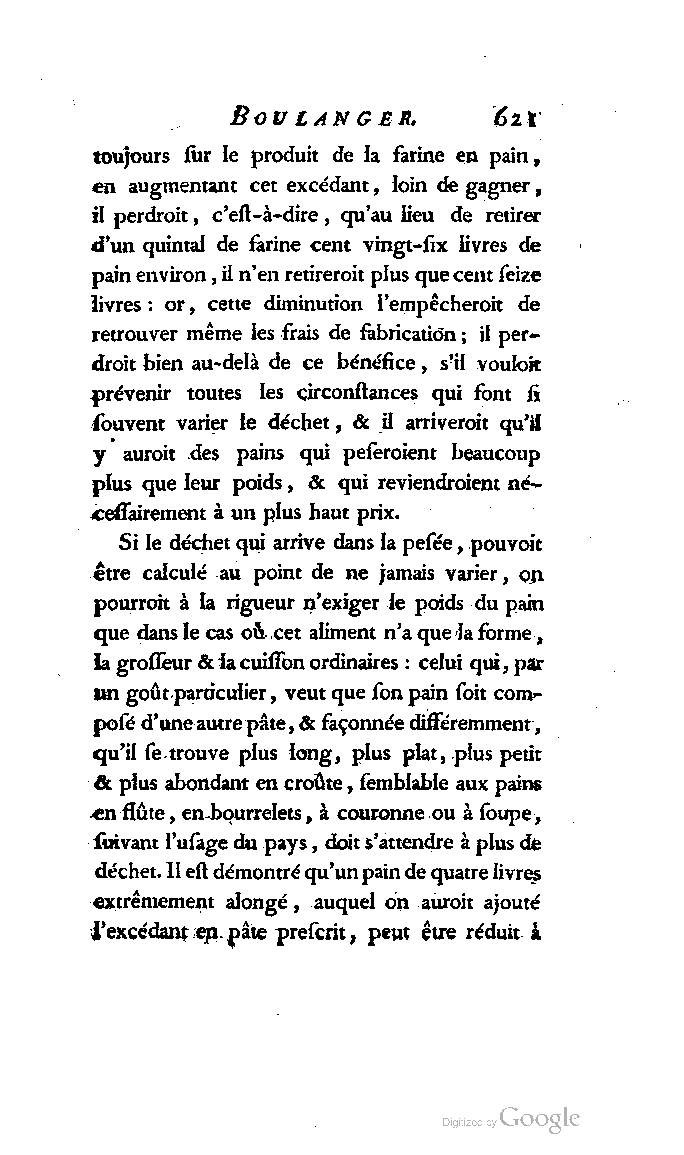 BOULANGER. 621
toujours ſur le produit de la farine en pain,
en augmentant cet excédant, loin de gagner,
il perdroit, c'eſt-à-dire, qu'au lieu de retirer
d'un quintal de farine cent vingt-ſix livres de
pain environ, il n'en retireroit plus que cent ſeize
livres : or, cette diminution l'empêcheroit de
retrouver même les frais de fabrication ; il per-
droit bien au-delà de ce bénéfice, s'il vouloit
prévenir toutes les circonſtances qui font ſi
ſouvent varier le déchet, & il arriveroit qu'il
y auroit des pains qui peſeroient beaucoup
plus que leur poids, & qui reviendroient né-
ceſſairement à un plus haut prix.
Si le déchet qui arrive dans la peſée, pouvoit
être calculé au point de ne jamais varier, on
pourroit à la rigueur n'exiger le poids du pain
que dans le cas où cet aliment n'a que la forme,
la groſſeur & la cuiſſon ordinaires : celui qui, par
un goût particulier, veut que ſon pain ſoit com-
poſé d'une autre pâte, & façonnée différemment,
qu'il ſe trouve plus long, plus plat, plus petit
& plus abondant en croûte, ſemblable aux pains
en flûte, en bourrelets, à couronne ou à ſoupe,
ſuivant l'uſage du pays, doit s'attendre à plus de
déchet. Il eſt démontré qu'un pain de quatre livres
extrêmement alongé, auquel on auroit ajouté
l'excédant en pâte preſcrit, peut être réduit à
Digitized by Google